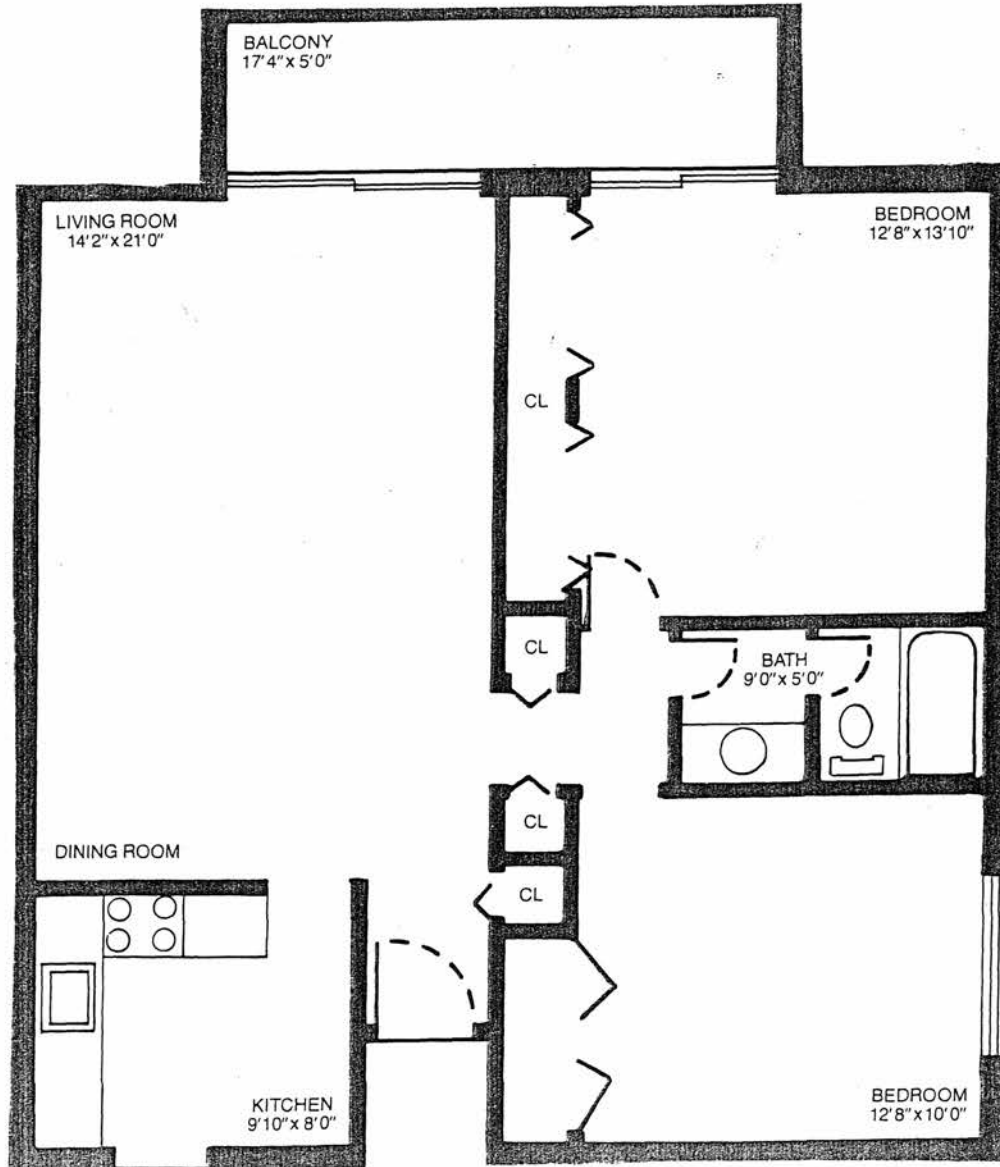 BALCONY
17'4" x 5'0"
LIVING ROOM
14'2" x 21'0"
BEDROOM
12'8" x 13'10"
CL
CL
BATH
9'0" x 5'0"
CL
DINING ROOM
CL
KITCHEN
9'10" x 8'0"
BEDROOM
12'8" x 10'0"